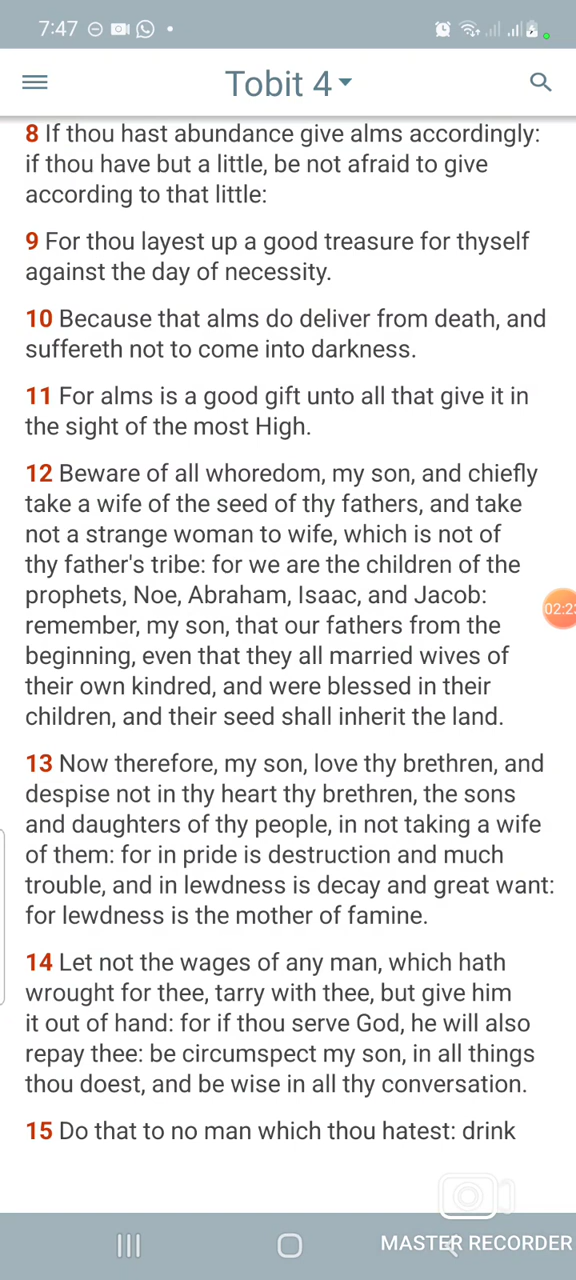 7:47
Tobit 4
8 If thou hast abundance give alms accordingly:
if thou have but a little, be not afraid to give
according to that little:
9 For thou layest up a good treasure for thyself
against the day of necessity.
10 Because that alms do deliver from death, and
suffereth not to come into darkness.
11 For alms is a good gift unto all that give it in
the sight of the most High.
12 Beware of all whoredom, my son, and chiefly
take a wife of the seed of thy fathers, and take
not a strange woman to wife, which is not of
thy father's tribe: for we are the children of the
prophets, Noe, Abraham, Isaac, and Jacob:
remember, my son, that our fathers from the
beginning, even that they all married wives of
their own kindred, and were blessed in their
children, and their seed shall inherit the land.
13 Now therefore, my son, love thy brethren, and
despise not in thy heart thy brethren, the sons
and daughters of thy people, in not taking a wife
of them: for in pride is destruction and much
trouble, and in lewdness is decay and great want:
for lewdness is the mother of famine.
14 Let not the wages of any man, which hath
wrought for thee, tarry with thee, but give him
it out of hand: for if thou serve God, he will also
repay thee: be circumspect my son, in all things
thou doest, and be wise in all thy conversation.
15 Do that to no man which thou hatest: drink
MASTER RECORDER